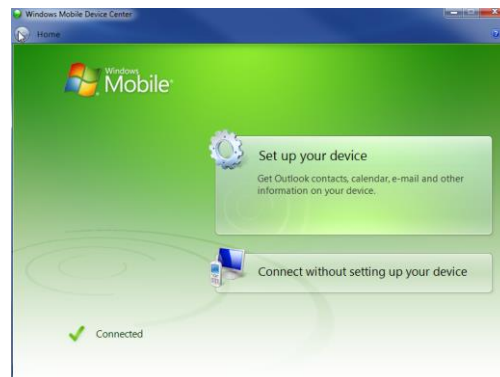 Windows Mobile Device Center
Home
Windows
Mobile®
Set up your device
Get Outlook contacts, calendar, e-mail and other
information on your device.
Connect without setting up your device
Connected